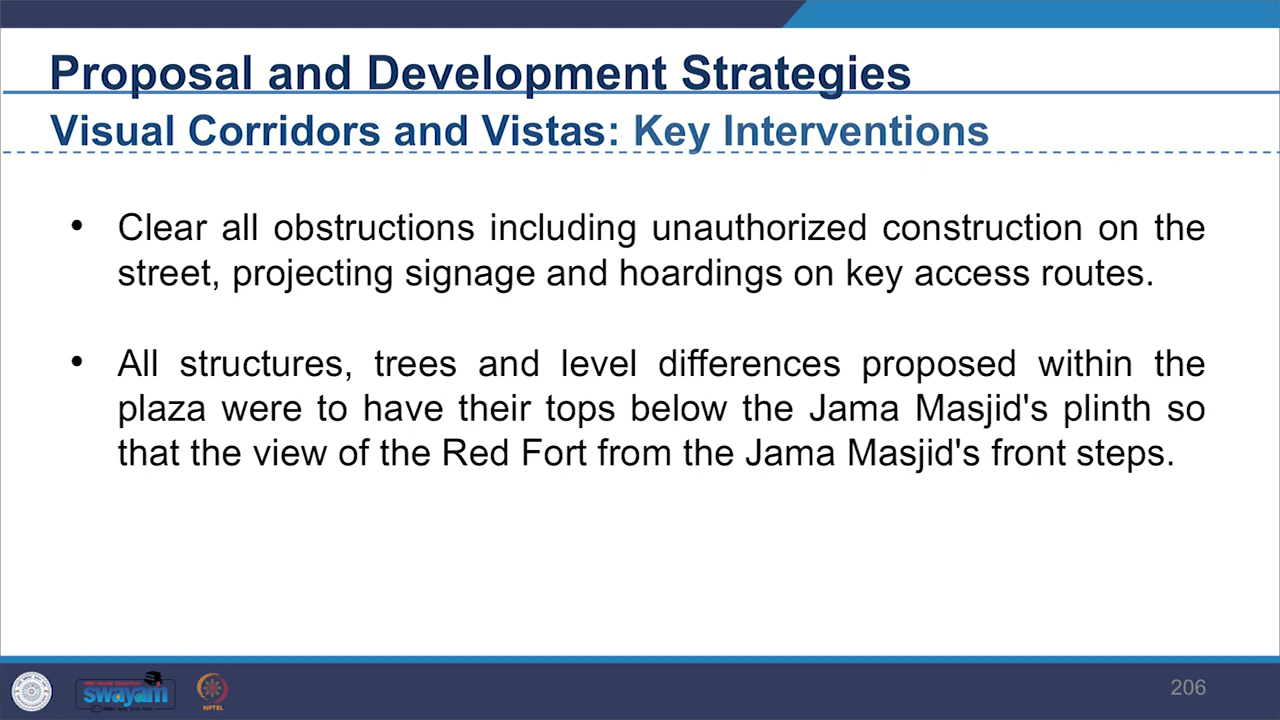 Proposal and Development Strategies
Visual Corridors and Vistas: Key Interventions
• Clear all obstructions including unauthorized construction on the
street, projecting signage and hoardings on key access routes.
• All structures, trees and level differences proposed within the
plaza were to have their tops below the Jama Masjid's plinth so
that the view of the Red Fort from the Jama Masjid's front steps.
swayam
NPTEL
206